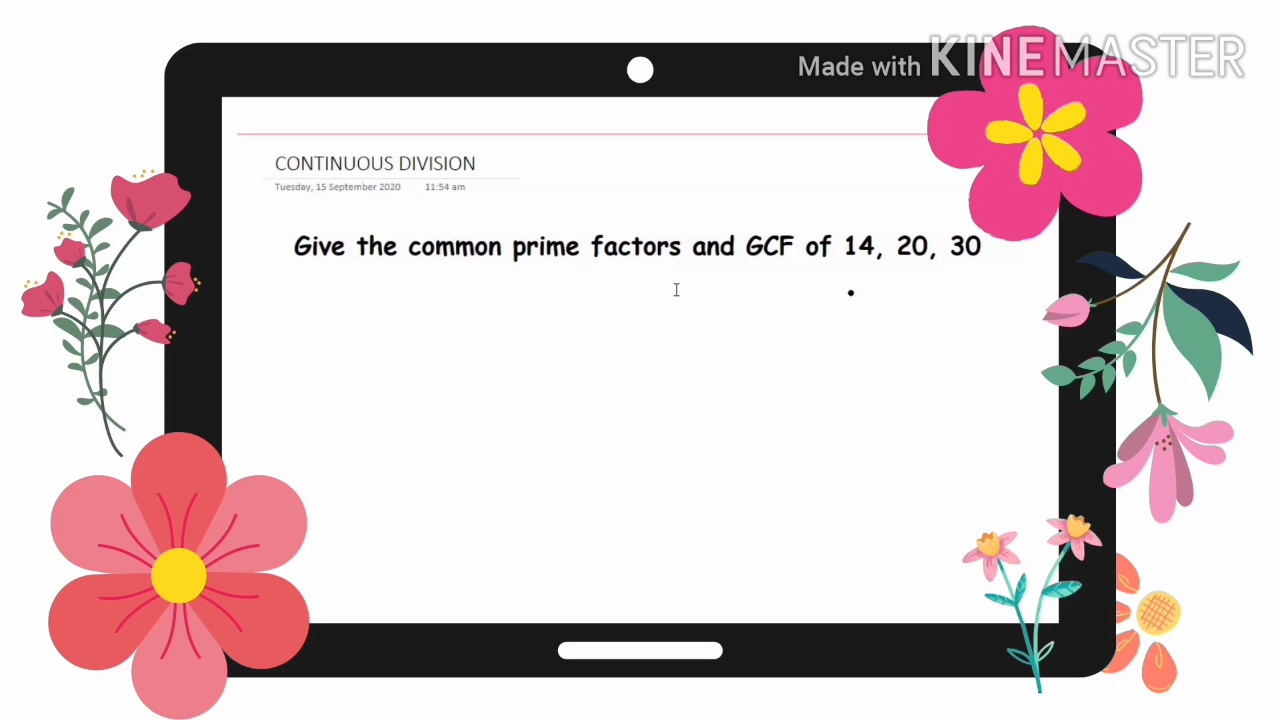 Made with KINEMASTER
CONTINUOUS DIVISION
Tuesday, 15 September 2020 11:54 am
Give the common prime factors and GCF of 14, 20, 30